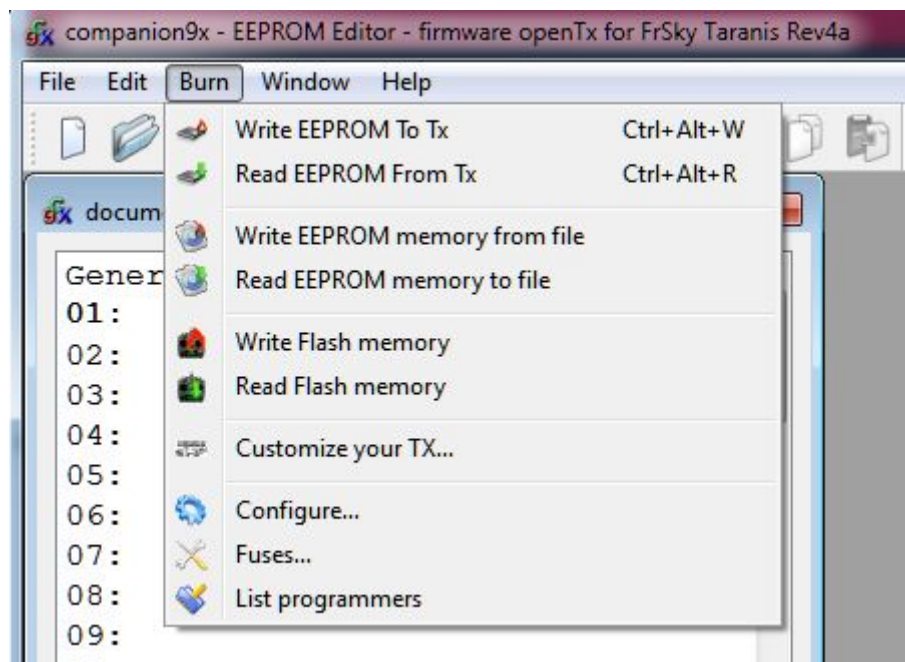 companion9x - EEPROM Editor - firmware openTx for FrSky Taranis Rev4a
File Edit Burn Window Help
Write EEPROM To Tx Ctrl+Alt+W
Read EEPROM From Tx Ctrl+Alt+R
docum
Write EEPROM memory from file
Gener
Read EEPROM memory to file
01:
02:
Write Flash memory
03:
Read Flash memory
04:
Customize your TX...
05:
06:
Configure...
07:
Fuses...
08:
List programmers
09: